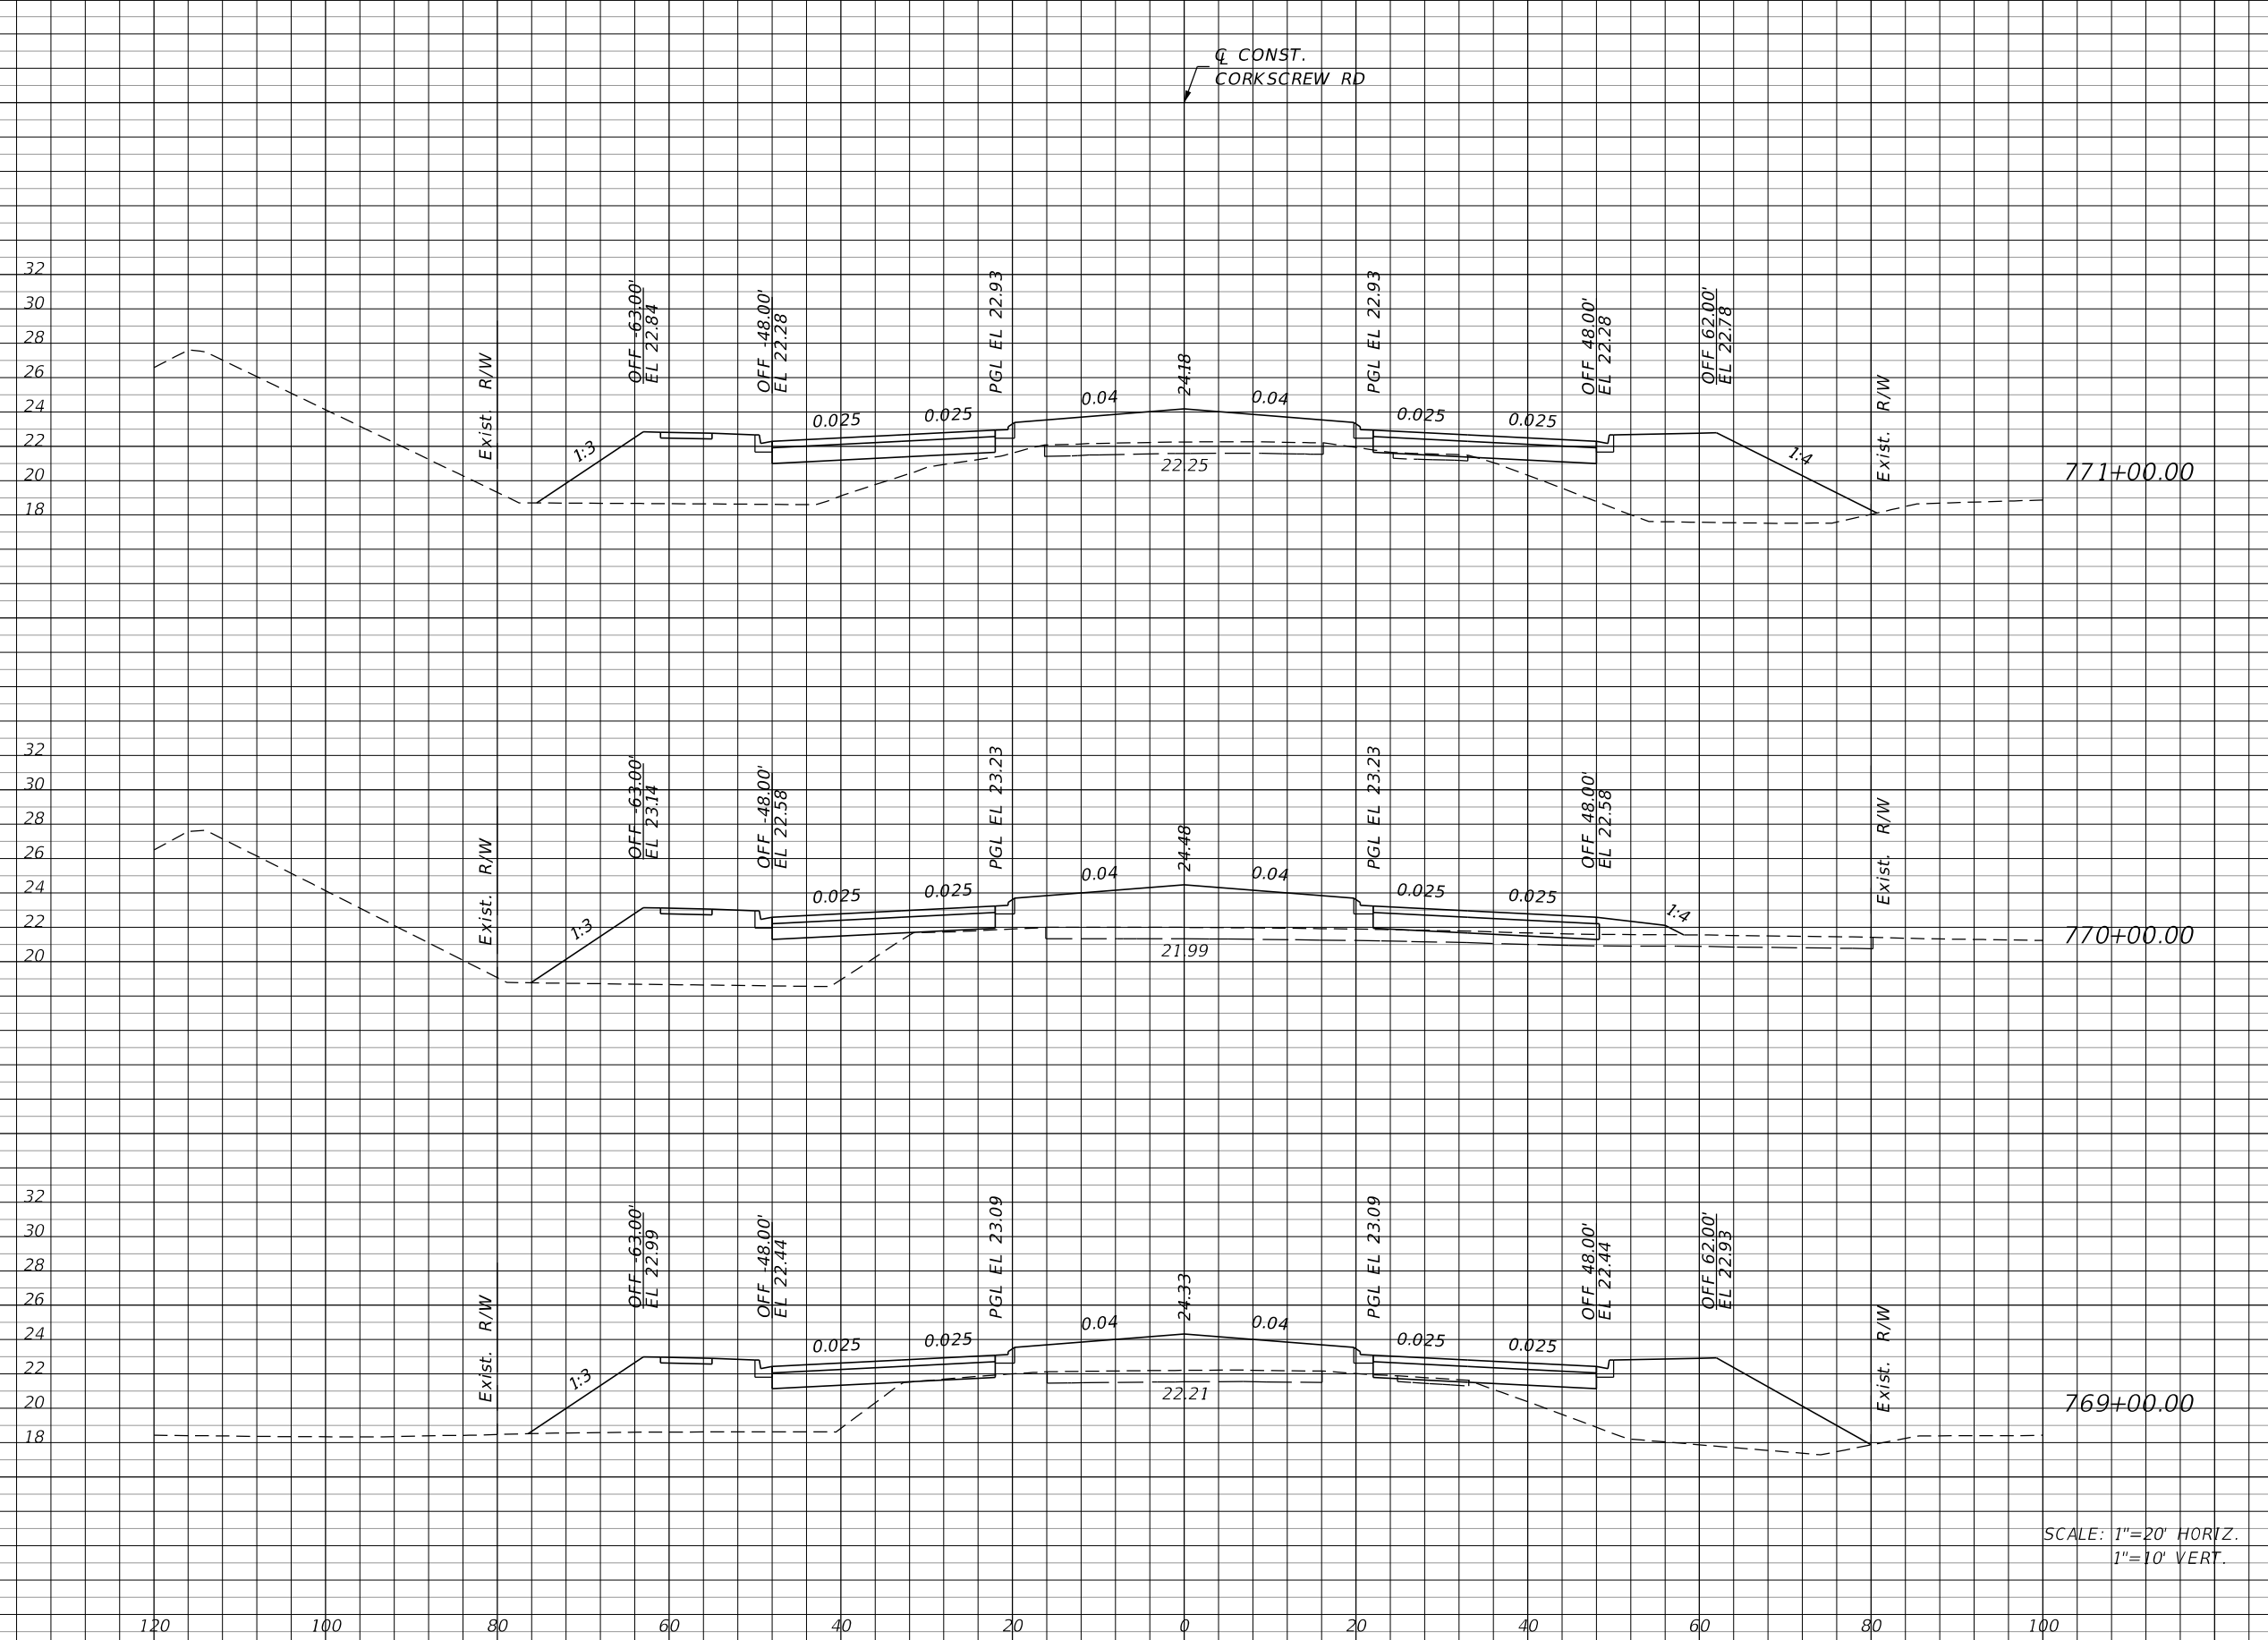 ℄ CONST.
CORKSCREW RD
32
30
28
26
24
22
20
18
Exist. R/W
1:3
OFF -63.00'
EL 22.84
OFF -48.00'
EL 22.28
0.025
0.025
PGL EL 22.93
0.04
24.18
0.04
22.25
PGL EL 22.93
0.025
0.025
OFF 48.00'
EL 22.28
OFF 62.00'
EL 22.78
1:4
Exist. R/W
771+00.00
32
30
28
26
24
22
20
Exist. R/W
1:3
OFF -63.00'
EL 23.14
OFF -48.00'
EL 22.58
0.025
0.025
PGL EL 23.23
0.04
24.48
0.04
21.99
PGL EL 23.23
0.025
0.025
OFF 48.00'
EL 22.58
1:4
Exist. R/W
770+00.00
32
30
28
26
24
22
20
18
Exist. R/W
1:3
OFF -63.00'
EL 22.99
OFF -48.00'
EL 22.44
0.025
0.025
PGL EL 23.09
0.04
24.33
0.04
22.21
PGL EL 23.09
0.025
0.025
OFF 48.00'
EL 22.44
OFF 62.00'
EL 22.93
Exist. R/W
769+00.00
SCALE: 1"=20' HORIZ.
1"=10' VERT.
120 100 80 60 40 20 0 20 40 60 80 100